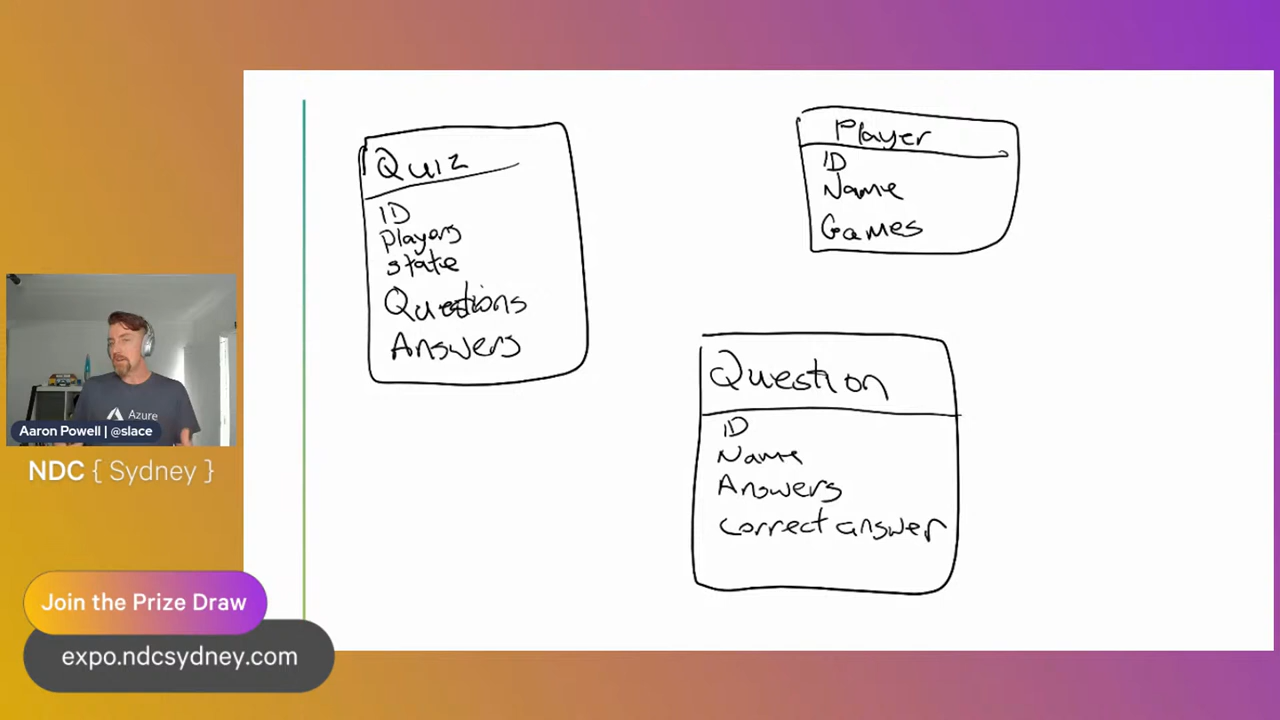 Quiz
ID
Players
state
Questions
Answers
Player
ID
Name
Games
Question
ID
Name
Answers
correct answer
Azure
Aaron Powell | @slace
NDC { Sydney }
Join the Prize Draw
expo.ndcsydney.com